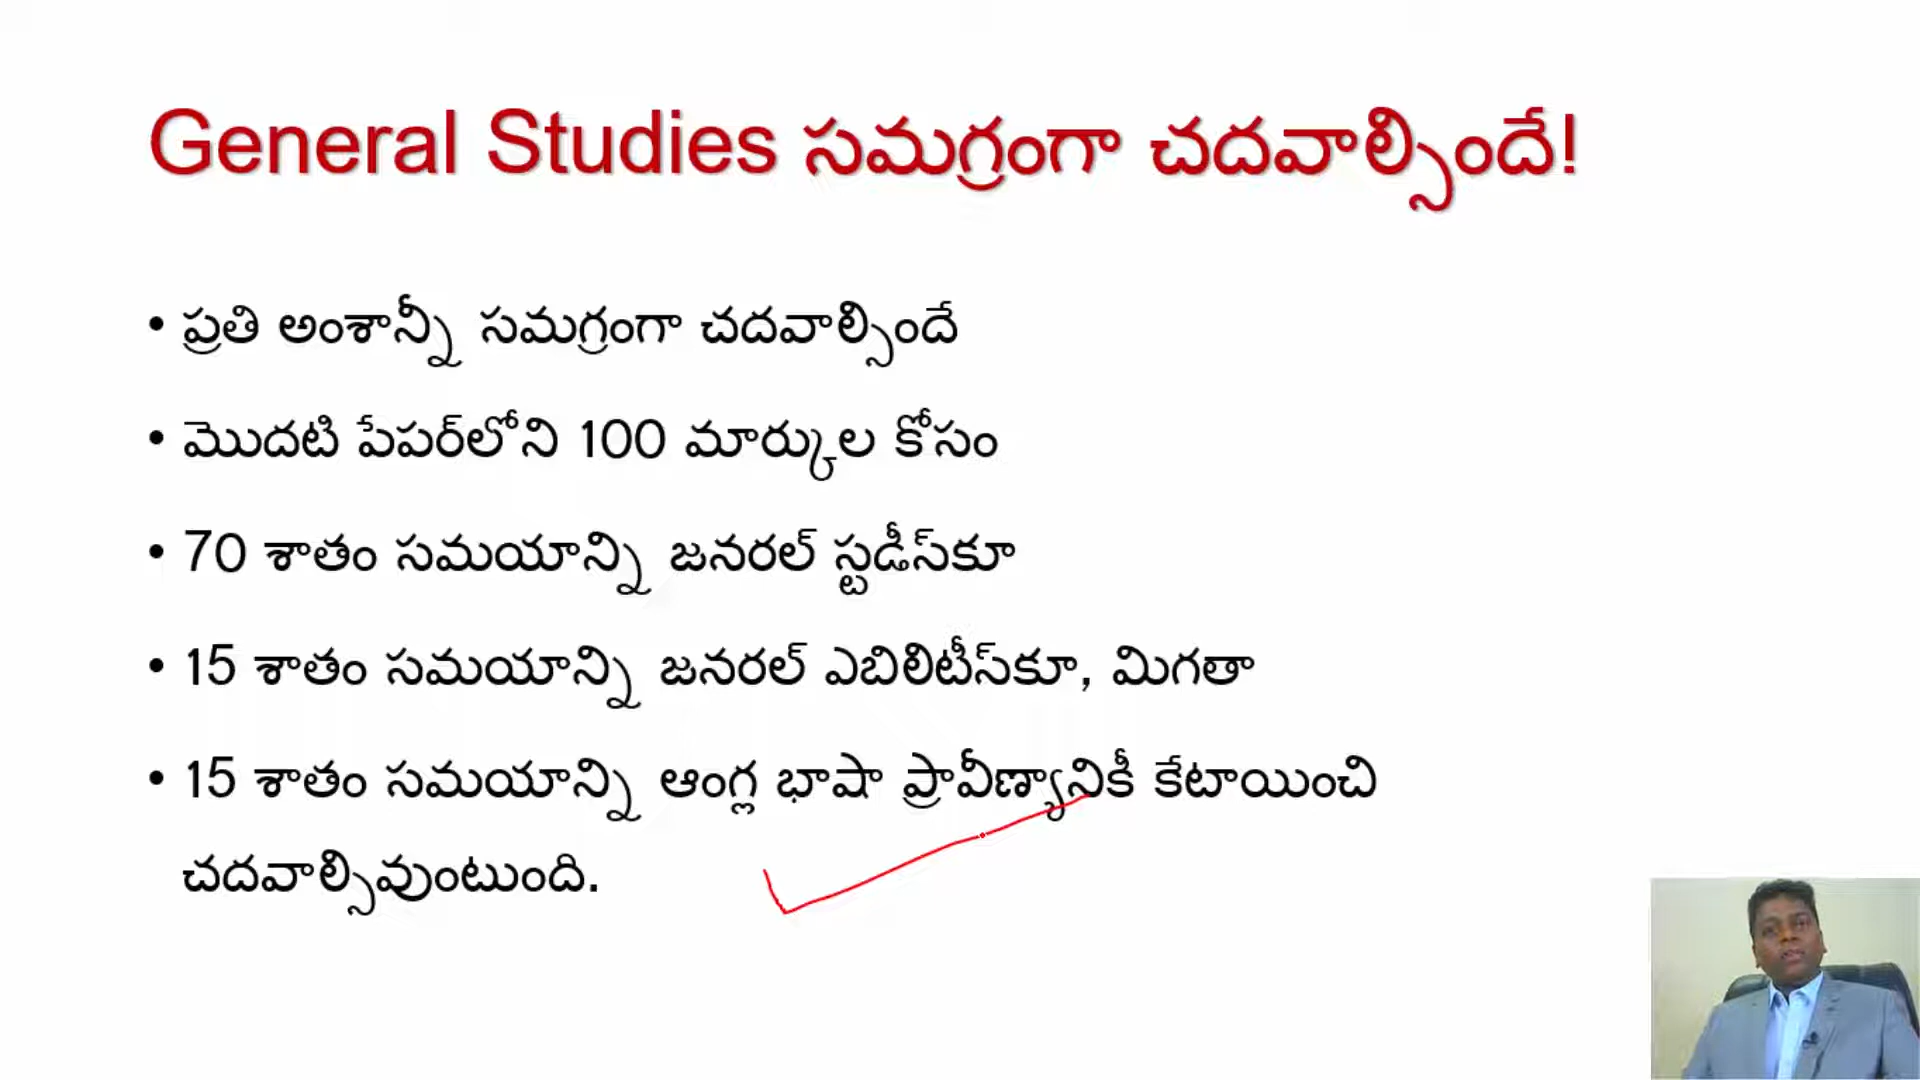 General Studies సమగ్రంగా చదవాల్సిందే!
• ప్రతి అంశాన్నీ సమగ్రంగా చదవాల్సిందే
• మొదటి పేపర్‌లోని 100 మార్కుల కోసం
• 70 శాతం సమయాన్ని జనరల్ స్టడీస్‌కూ
• 15 శాతం సమయాన్ని జనరల్ ఎబిలిటీస్‌కూ, మిగతా
• 15 శాతం సమయాన్ని ఆంగ్ల భాషా ప్రావీణ్యానికీ కేటాయించి
చదవాల్సివుంటుంది.